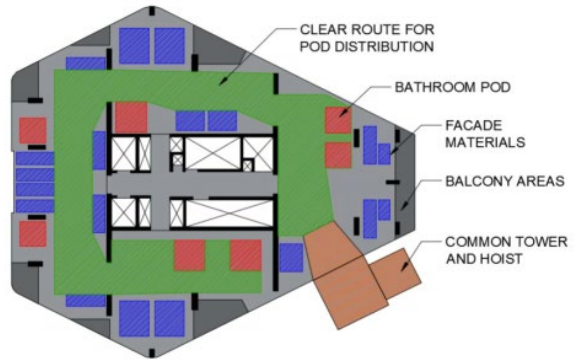 CLEAR ROUTE FOR
POD DISTRIBUTION
BATHROOM POD
FACADE
MATERIALS
BALCONY AREAS
COMMON TOWER
AND HOIST